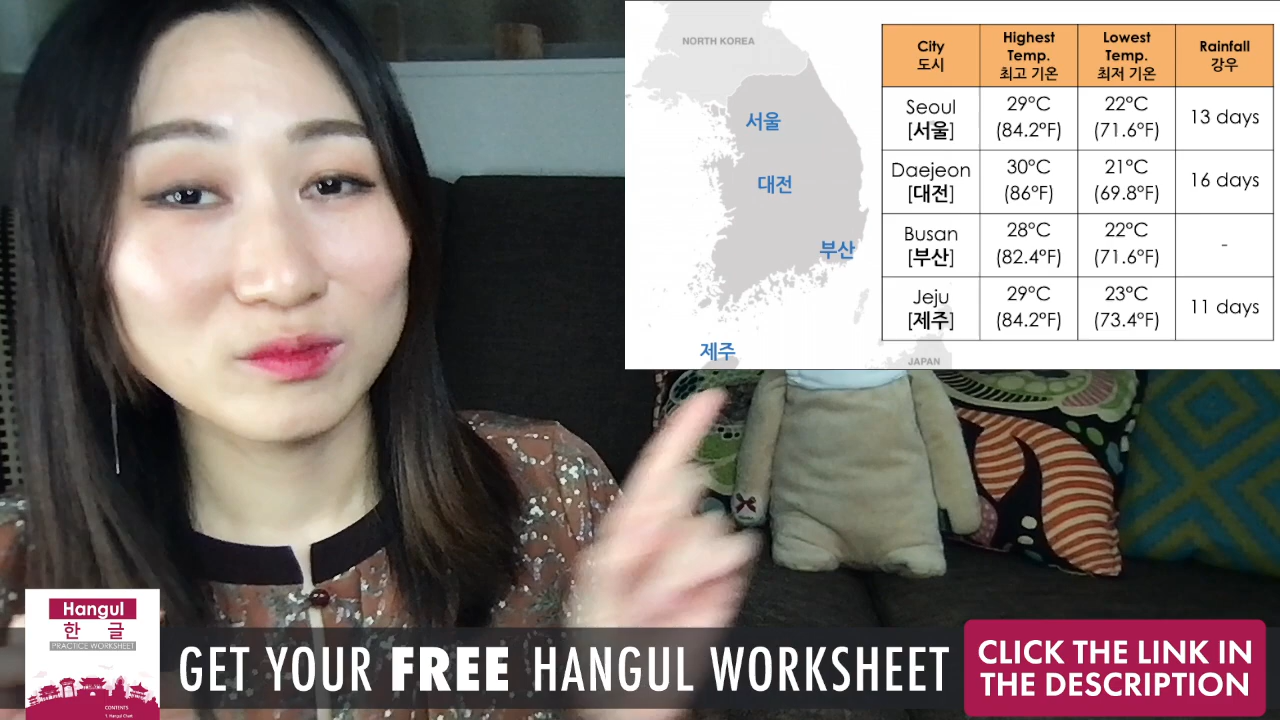 NORTH KOREA
서울
대전
부산
제주
JAPAN
City
도시
Highest
Temp.
최고 기온
Lowest
Temp.
최저 기온
Rainfall
강우
Seoul
[서울]
29°C
(84.2°F)
22°C
(71.6°F)
13 days
Daejeon
[대전]
30°C
(86°F)
21°C
(69.8°F)
16 days
Busan
[부산]
28°C
(82.4°F)
22°C
(71.6°F)
-
Jeju
[제주]
29°C
(84.2°F)
23°C
(73.4°F)
11 days
Hangul
한 글
PRACTICE WORKSHEET
CONTENTS
1. Hangul Chart
GET YOUR FREE HANGUL WORKSHEET
CLICK THE LINK IN
THE DESCRIPTION